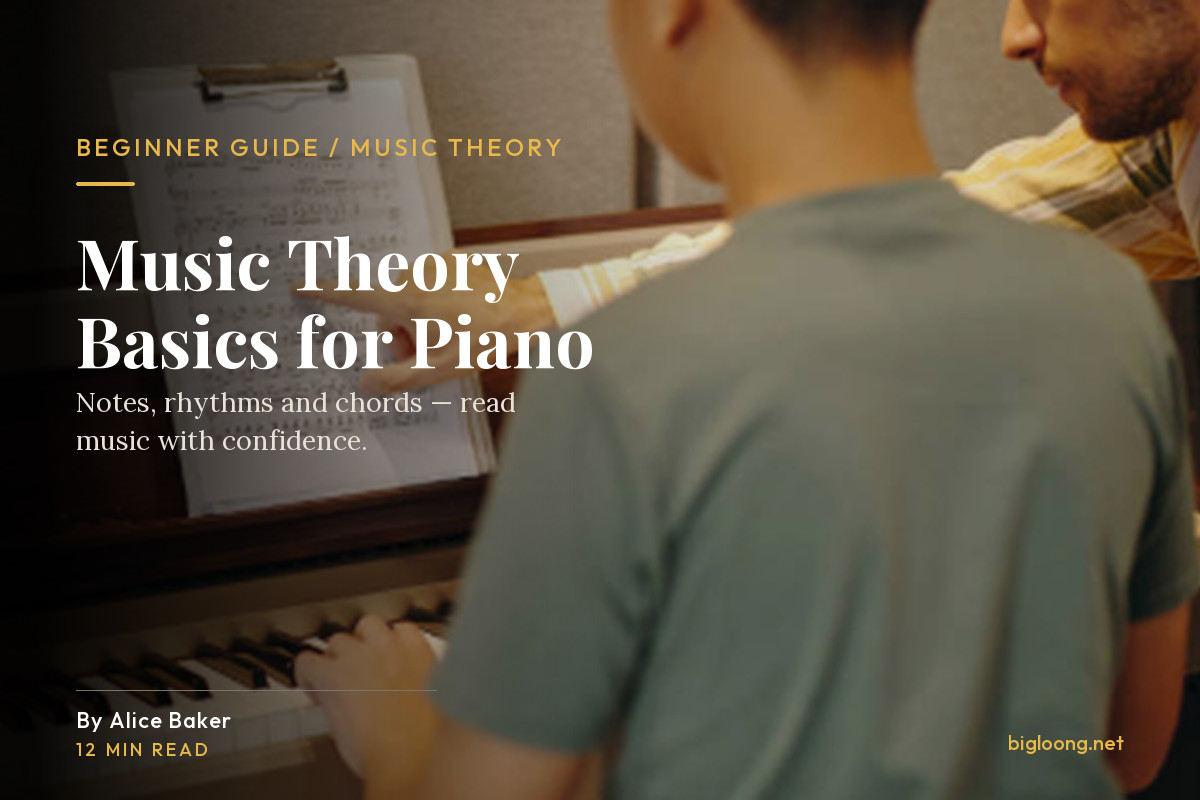 BEGINNER GUIDE / MUSIC THEORY
Music Theory
Basics for Piano
Notes, rhythms and chords — read
music with confidence.
By Alice Baker
12 MIN READ
bigloong.net